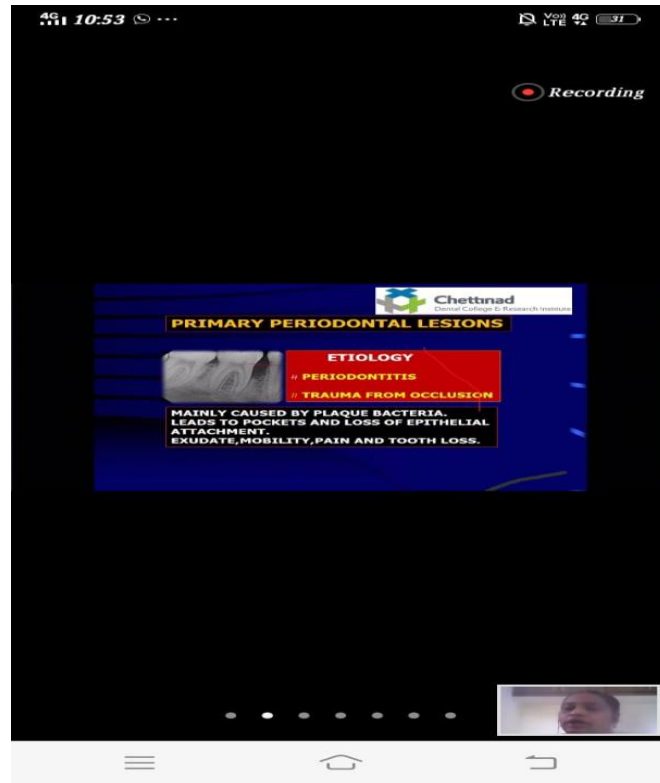 4G 10:53 ...
Voi) LTE 4G 31
Recording
Chettinad
Dental College & Research Institute
PRIMARY PERIODONTAL LESIONS
ETIOLOGY
// PERIODONTITIS
// TRAUMA FROM OCCLUSION
MAINLY CAUSED BY PLAQUE BACTERIA.
LEADS TO POCKETS AND LOSS OF EPITHELIAL
ATTACHMENT.
EXUDATE,MOBILITY,PAIN AND TOOTH LOSS.